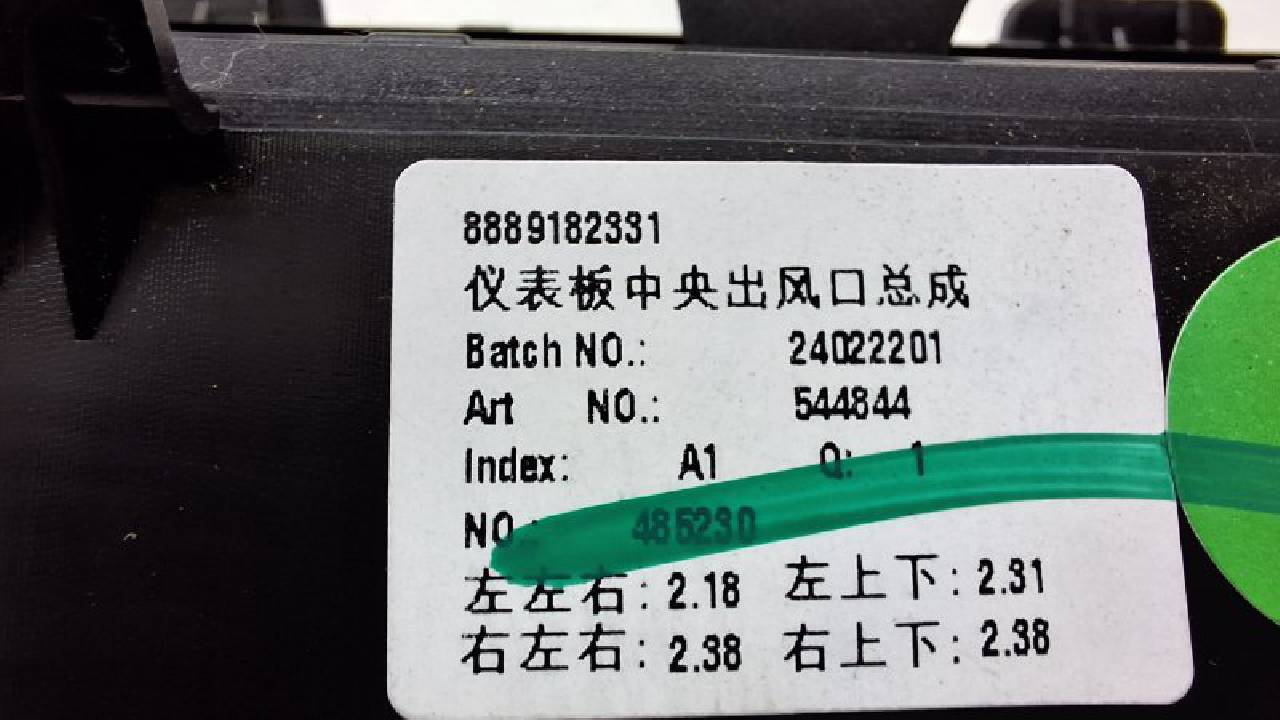 8889182331
仪表板中央出风口总成
Batch NO.: 24022201
Art NO.: 544844
Index: A1 Q: 1
NO.: 485230
左左右: 2.18 左上下: 2.31
右左右: 2.38 右上下: 2.38